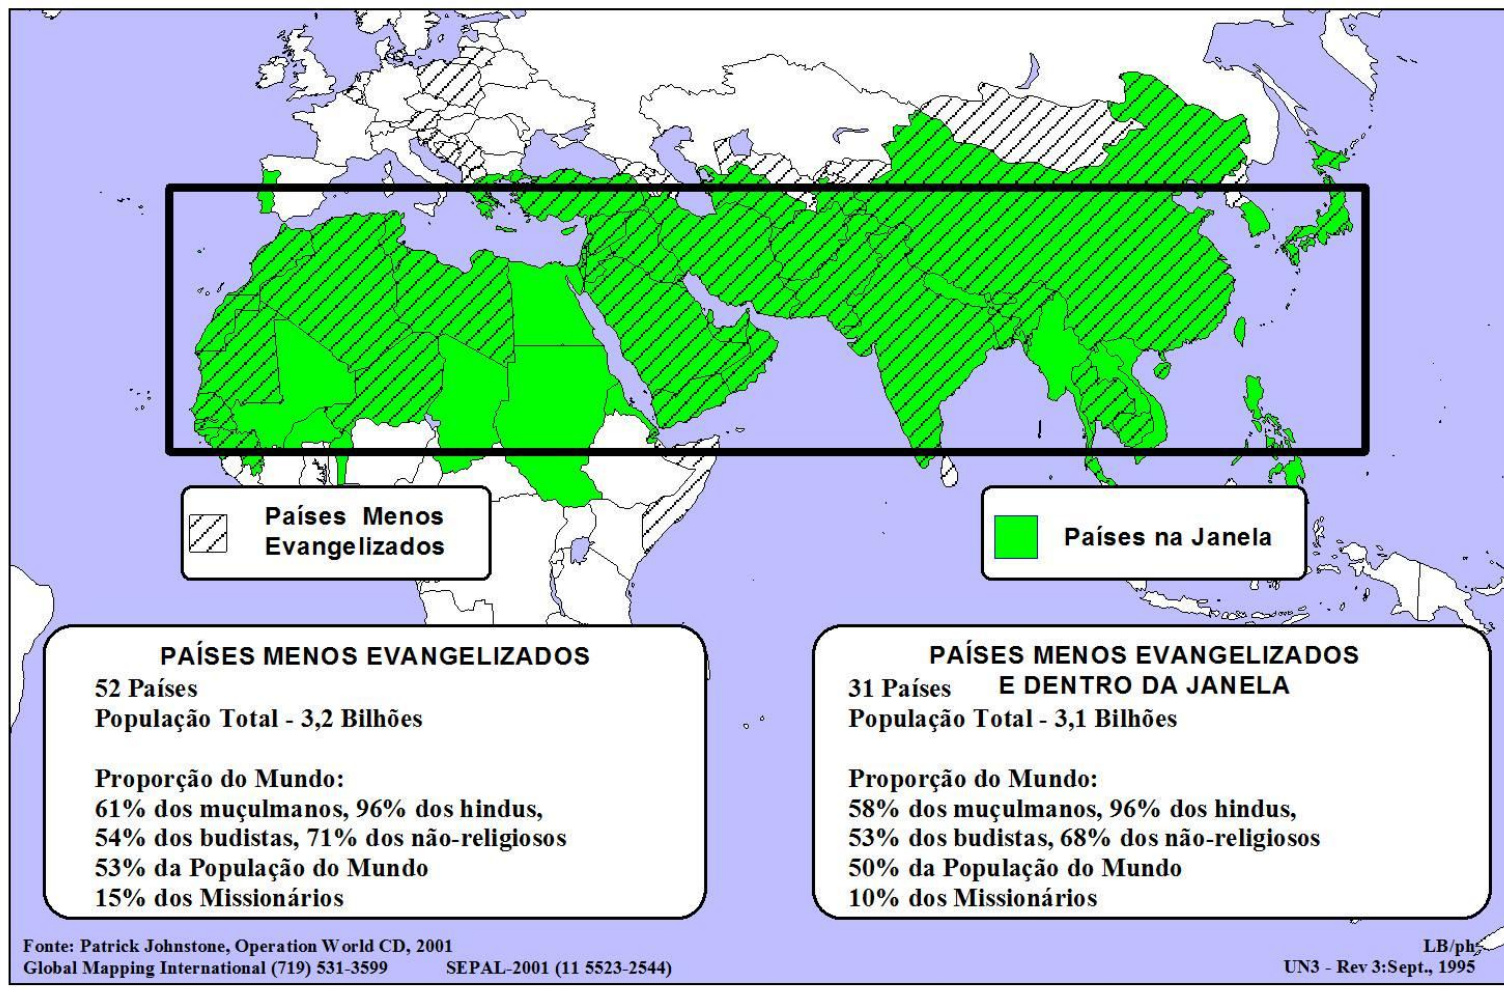 Países Menos
Evangelizados
Países na Janela
PAÍSES MENOS EVANGELIZADOS
52 Países
População Total - 3,2 Bilhões
Proporção do Mundo:
61% dos muçulmanos, 96% dos hindus,
54% dos budistas, 71% dos não-religiosos
53% da População do Mundo
15% dos Missionários
PAÍSES MENOS EVANGELIZADOS
31 Países E DENTRO DA JANELA
População Total - 3,1 Bilhões
Proporção do Mundo:
58% dos muçulmanos, 96% dos hindus,
53% dos budistas, 68% dos não-religiosos
50% da População do Mundo
10% dos Missionários
Fonte: Patrick Johnstone, Operation World CD, 2001
Global Mapping International (719) 531-3599 SEPAL-2001 (11 5523-2544)
LB/ph
UN3 - Rev 3:Sept., 1995